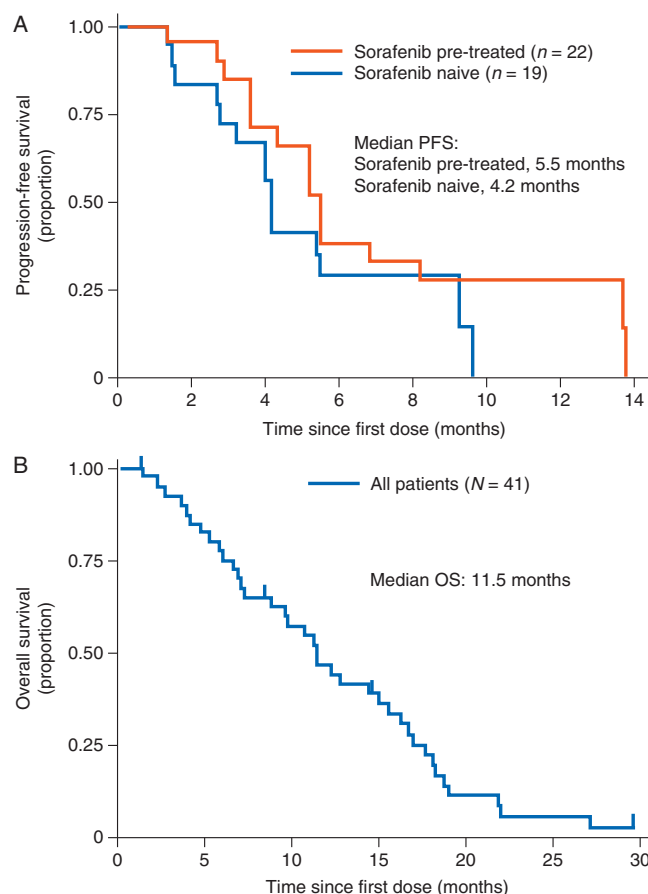 A
1.00
0.75
0.50
0.25
0
Progression-free survival
(proportion)
Sorafenib pre-treated (n = 22)
Sorafenib naive (n = 19)
Median PFS:
Sorafenib pre-treated, 5.5 months
Sorafenib naive, 4.2 months
0 2 4 6 8 10 12 14
Time since first dose (months)
B
1.00
0.75
0.50
0.25
0
Overall survival
(proportion)
All patients (N = 41)
Median OS: 11.5 months
0 5 10 15 20 25 30
Time since first dose (months)